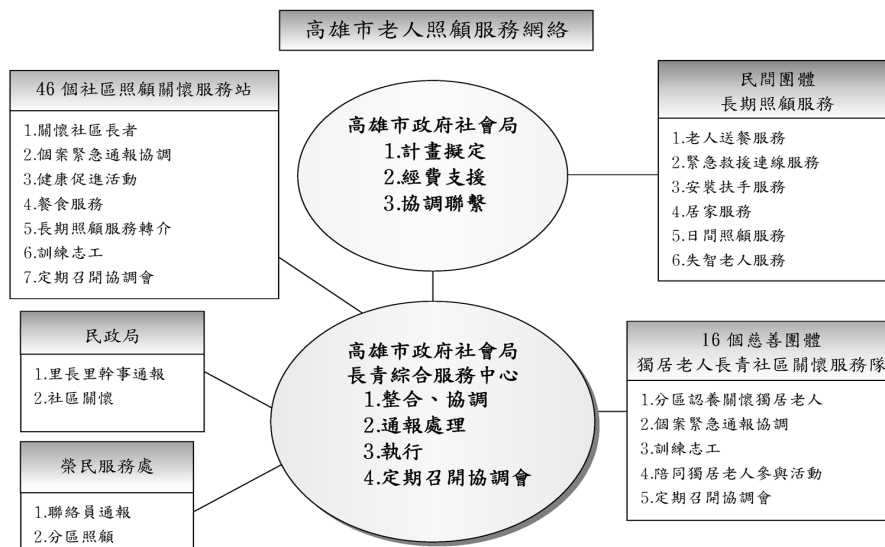 高雄市老人照顧服務網絡
46 個社區照顧關懷服務站
1.關懷社區長者
2.個案緊急通報協調
3.健康促進活動
4.餐食服務
5.長期照顧服務轉介
6.訓練志工
7.定期召開協調會
高雄市政府社會局
1.計畫擬定
2.經費支援
3.協調聯繫
民間團體
長期照顧服務
1.老人送餐服務
2.緊急救援連線服務
3.安裝扶手服務
4.居家服務
5.日間照顧服務
6.失智老人服務
民政局
1.里長里幹事通報
2.社區關懷
高雄市政府社會局
長青綜合服務中心
1.整合、協調
2.通報處理
3.執行
4.定期召開協調會
16 個慈善團體
獨居老人長青社區關懷服務隊
1.分區認養關懷獨居老人
2.個案緊急通報協調
3.訓練志工
4.陪同獨居老人參與活動
5.定期召開協調會
榮民服務處
1.聯絡員通報
2.分區照顧